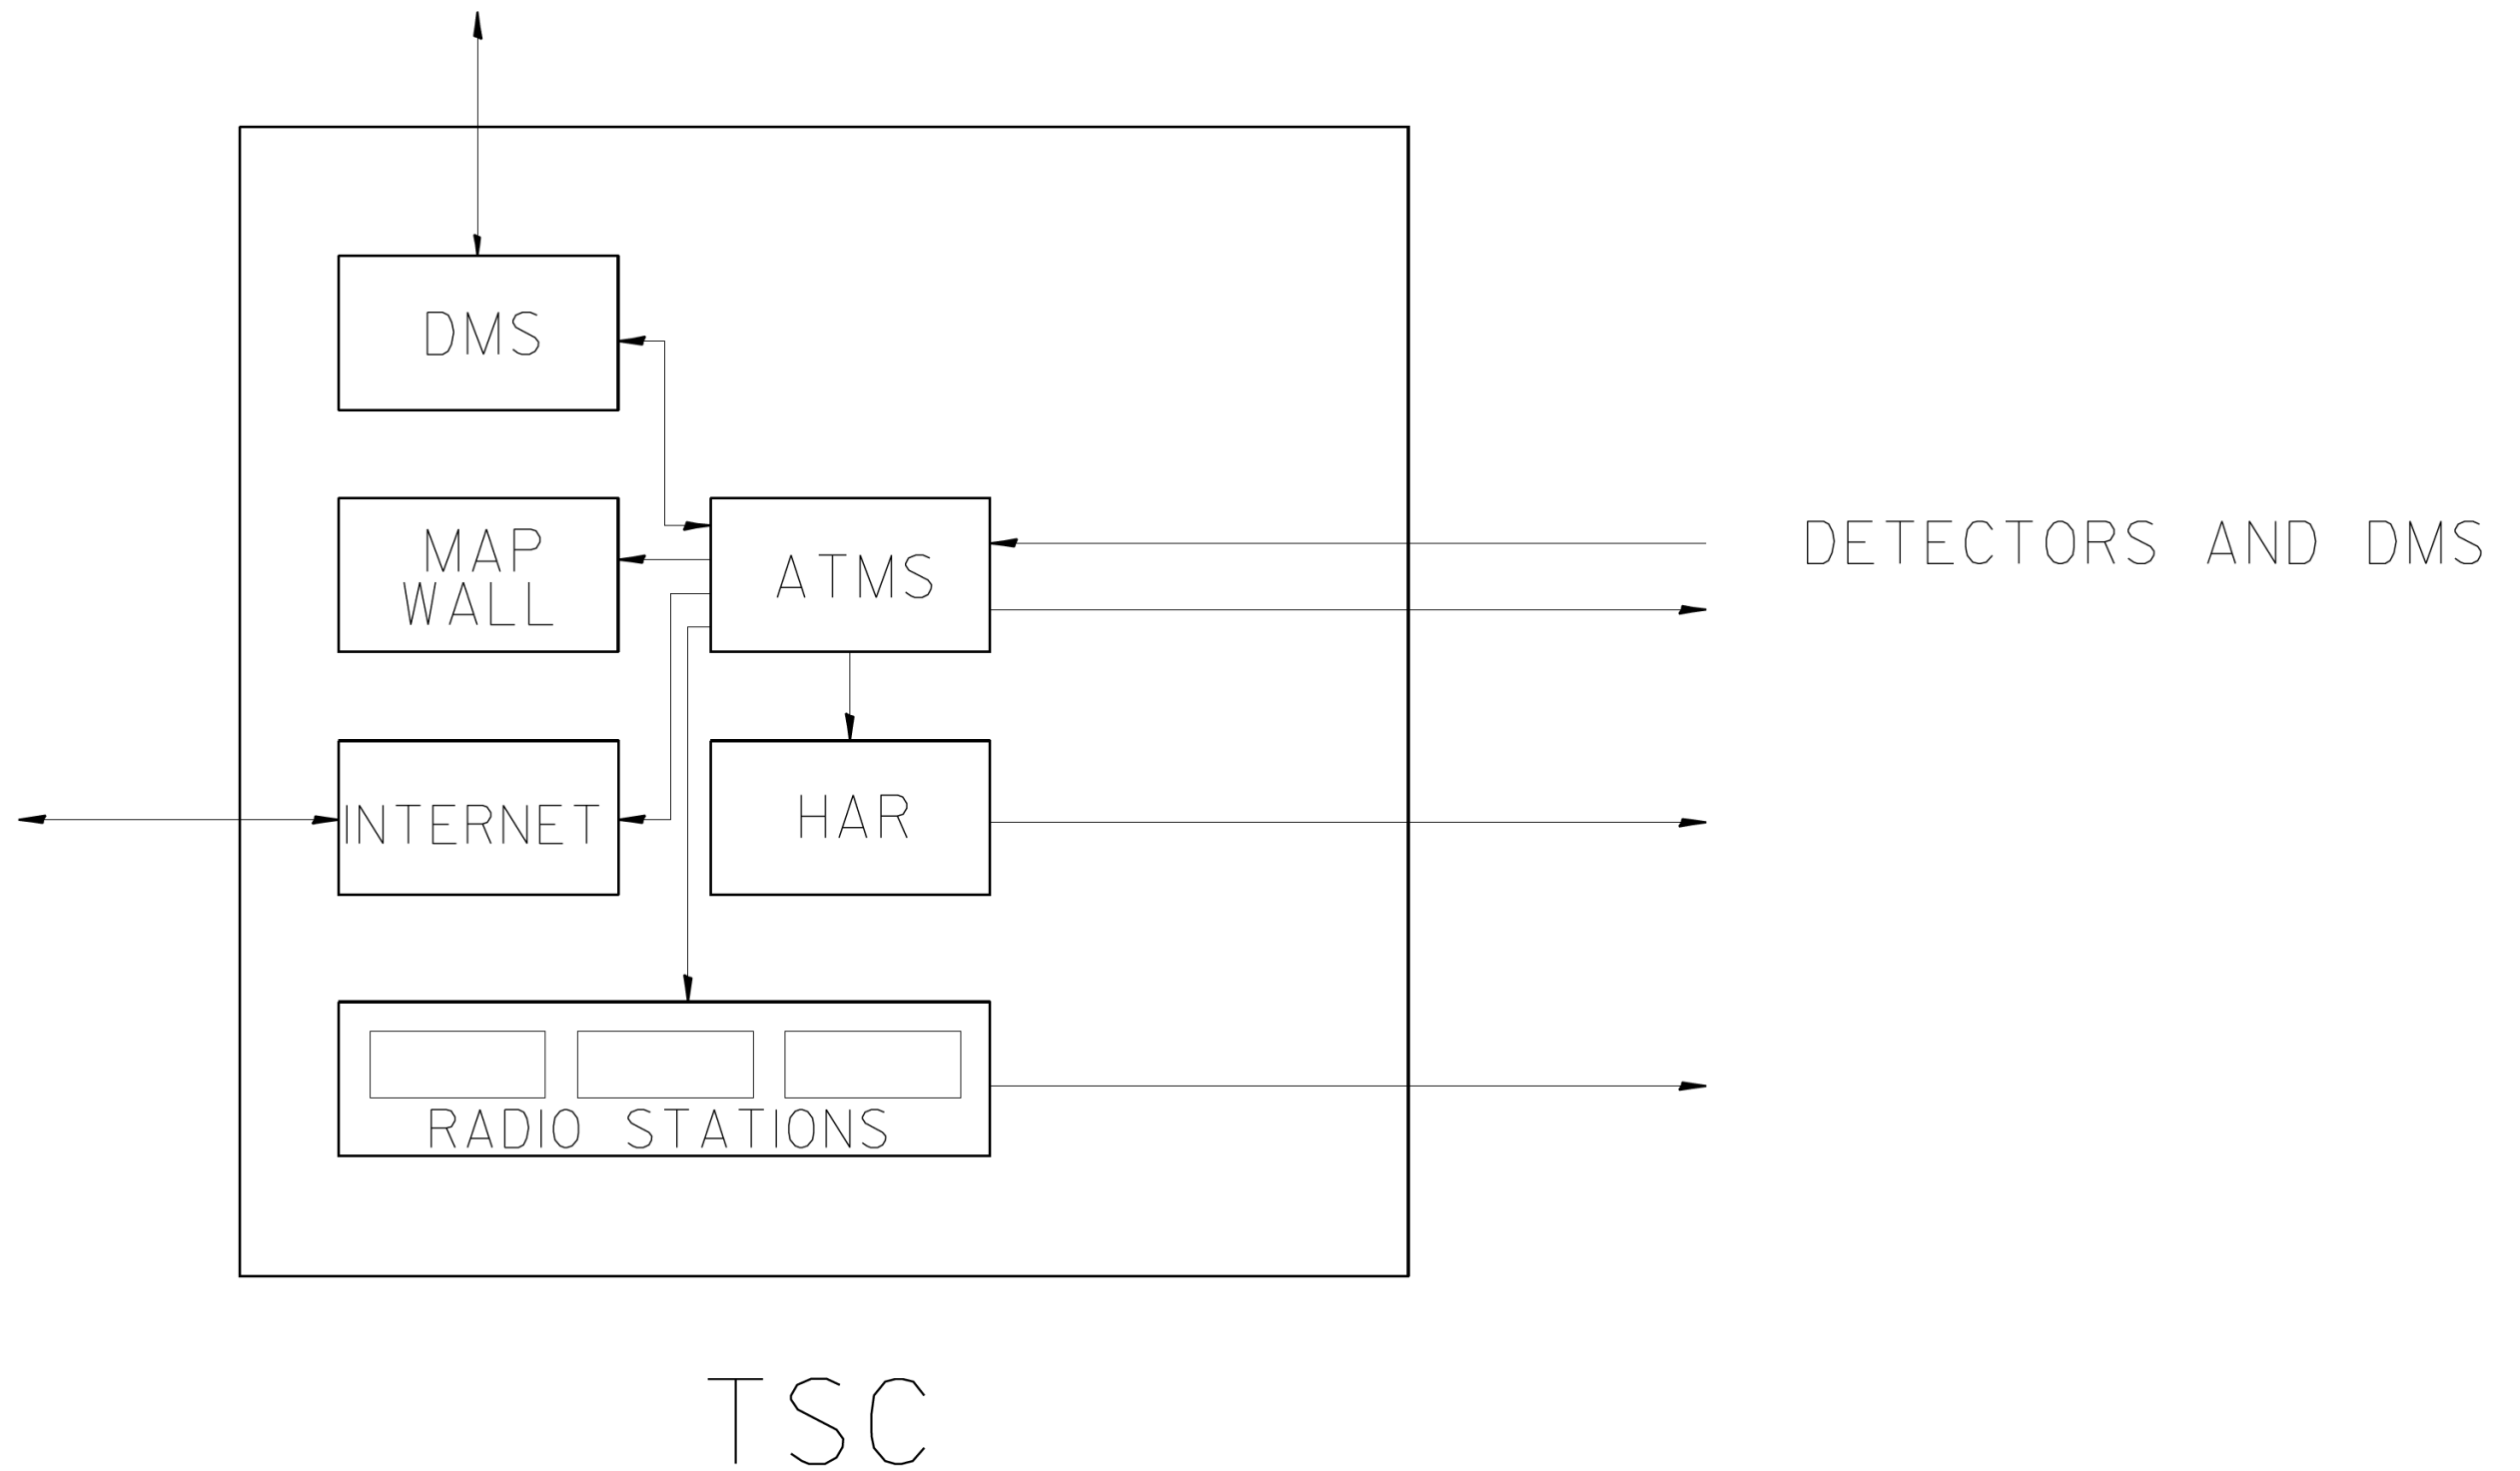 DMS
MAP
WALL
ATMS
DETECTORS AND DMS
INTERNET
HAR
RADIO STATIONS
TSC